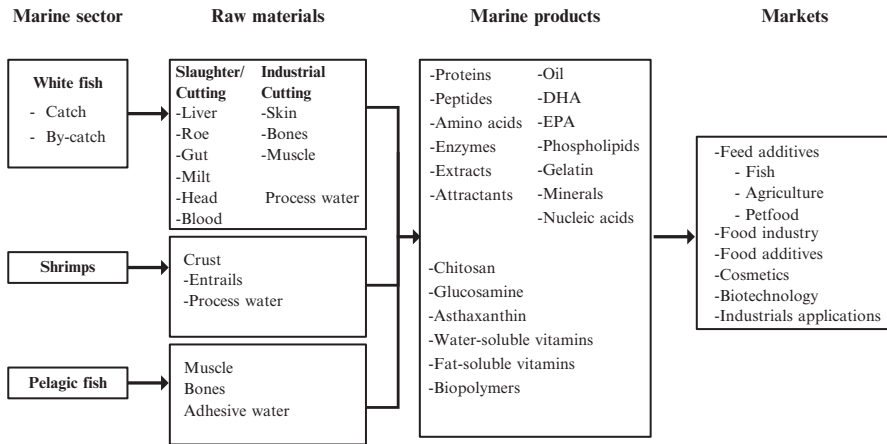 Marine sector
Raw materials
Marine products
Markets
White fish
- Catch
- By-catch
Slaughter/
Cutting
-Liver
-Roe
-Gut
-Milt
-Head
-Blood
Industrial
Cutting
-Skin
-Bones
-Muscle
Process water
Shrimps
Crust
-Entrails
-Process water
Pelagic fish
Muscle
Bones
Adhesive water
-Proteins
-Peptides
-Amino acids
-Enzymes
-Extracts
-Attractants
-Oil
-DHA
-EPA
-Phospholipids
-Gelatin
-Minerals
-Nucleic acids
-Chitosan
-Glucosamine
-Asthaxanthin
-Water-soluble vitamins
-Fat-soluble vitamins
-Biopolymers
-Feed additives
- Fish
- Agriculture
- Petfood
-Food industry
-Food additives
-Cosmetics
-Biotechnology
-Industrials applications